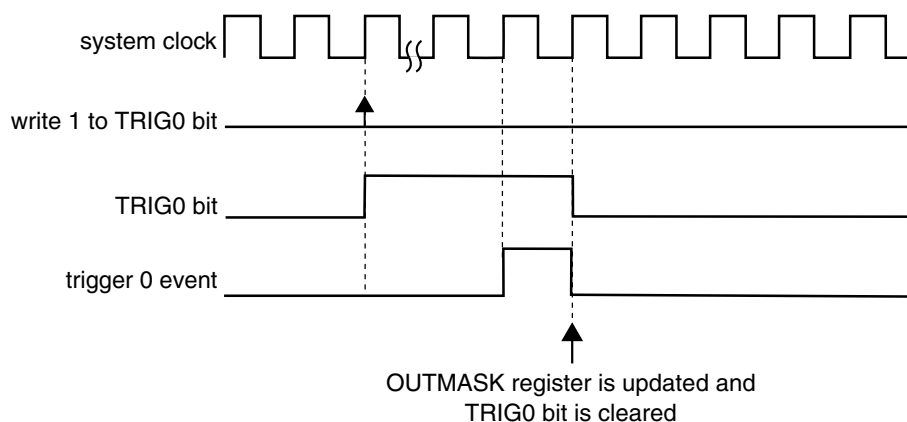 system clock
write 1 to TRIG0 bit
TRIG0 bit
trigger 0 event
OUTMASK register is updated and
TRIG0 bit is cleared